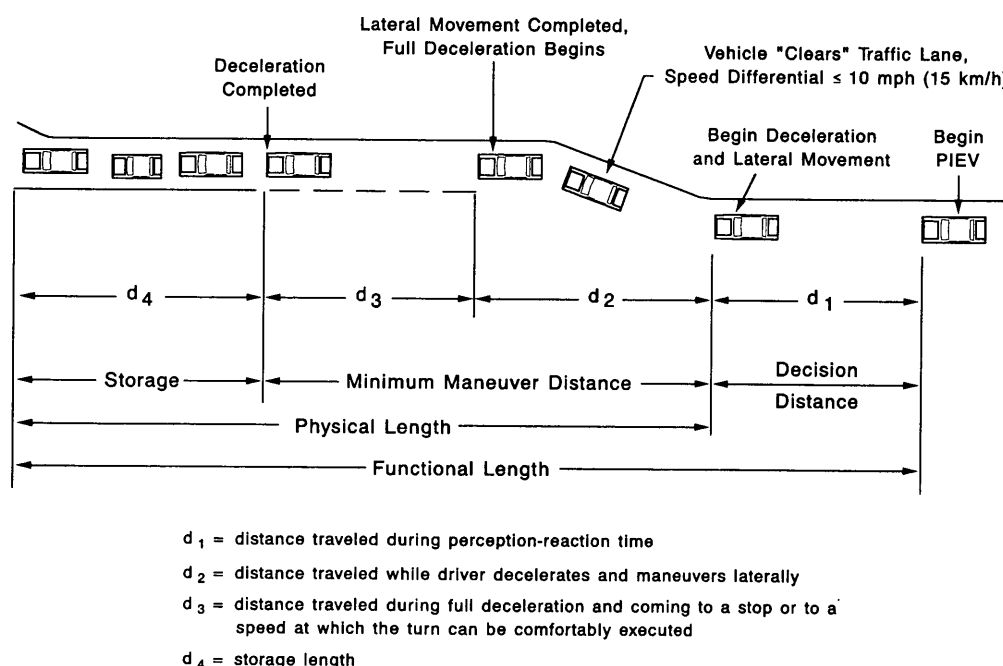 Lateral Movement Completed,
Full Deceleration Begins
Vehicle "Clears" Traffic Lane,
Speed Differential ≤ 10 mph (15 km/h)
Deceleration
Completed
Begin Deceleration
and Lateral Movement
Begin
PIEV
d4
d3
d2
d1
Storage
Minimum Maneuver Distance
Decision
Distance
Physical Length
Functional Length
d1 = distance traveled during perception-reaction time
d2 = distance traveled while driver decelerates and maneuvers laterally
d3 = distance traveled during full deceleration and coming to a stop or to a
speed at which the turn can be comfortably executed
d4 = storage length